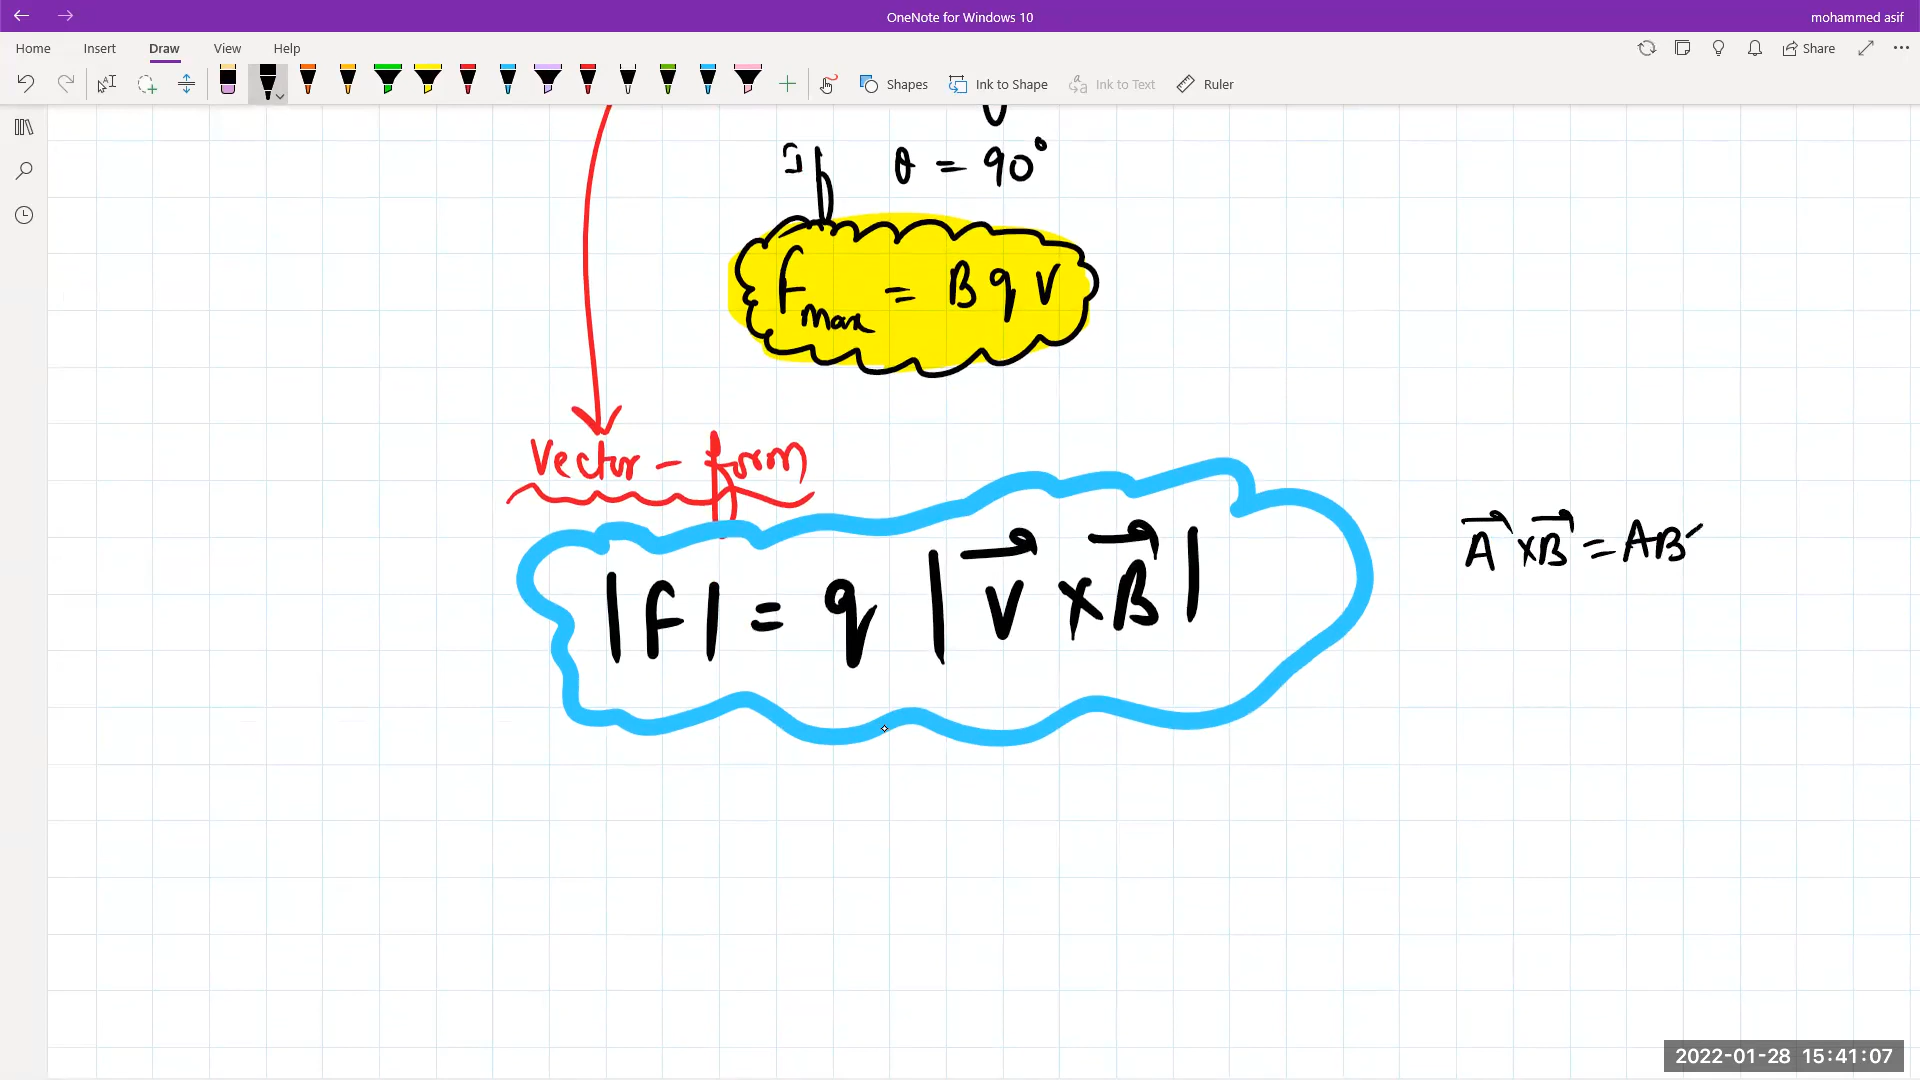 OneNote for Windows 10
mohammed asif
Home Insert Draw View Help
Share
Shapes Ink to Shape Ink to Text Ruler
If θ = 90°
Fmax = BqV
Vector - form
|F| = q |V⃗ × B⃗|
A⃗ × B⃗ = AB
2022-01-28 15:41:07